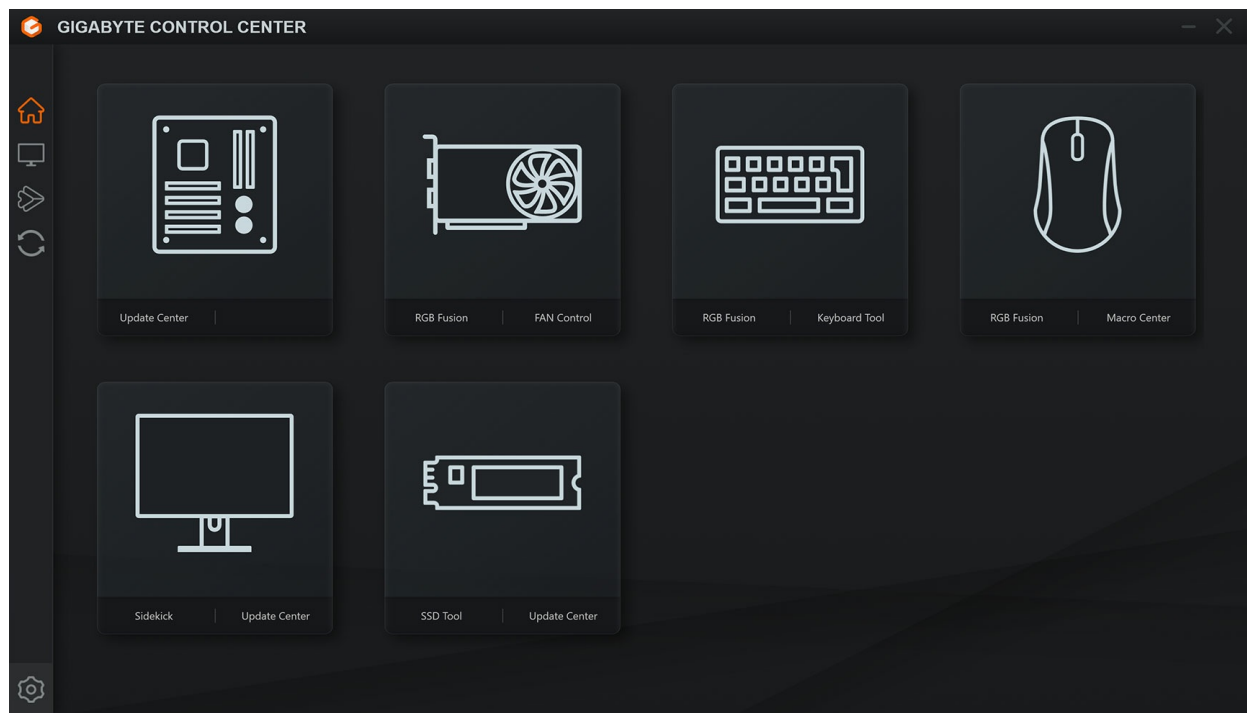 GIGABYTE CONTROL CENTER
Update Center
RGB Fusion FAN Control
RGB Fusion Keyboard Tool
RGB Fusion Macro Center
Sidekick Update Center
SSD Tool Update Center